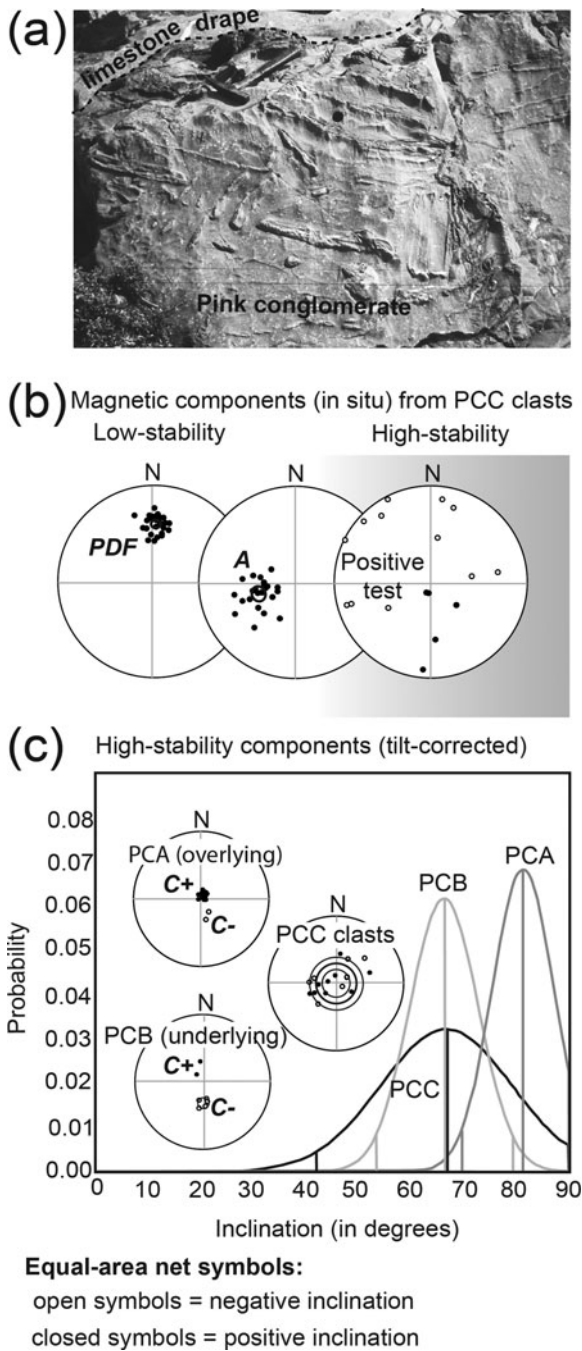 (a)
limestone drape
Pink conglomerate
(b) Magnetic components (in situ) from PCC clasts
Low-stability High-stability
N N N
PDF
A
Positive
test
(c) High-stability components (tilt-corrected)
0.08
0.07
0.06
0.05
0.04
0.03
0.02
0.01
0.00
Probability
N
PCA (overlying)
C+
C-
N
PCC clasts
N
PCB (underlying)
C+
C-
PCB
PCA
PCC
0 10 20 30 40 50 60 70 80 90
Inclination (in degrees)
Equal-area net symbols:
open symbols = negative inclination
closed symbols = positive inclination